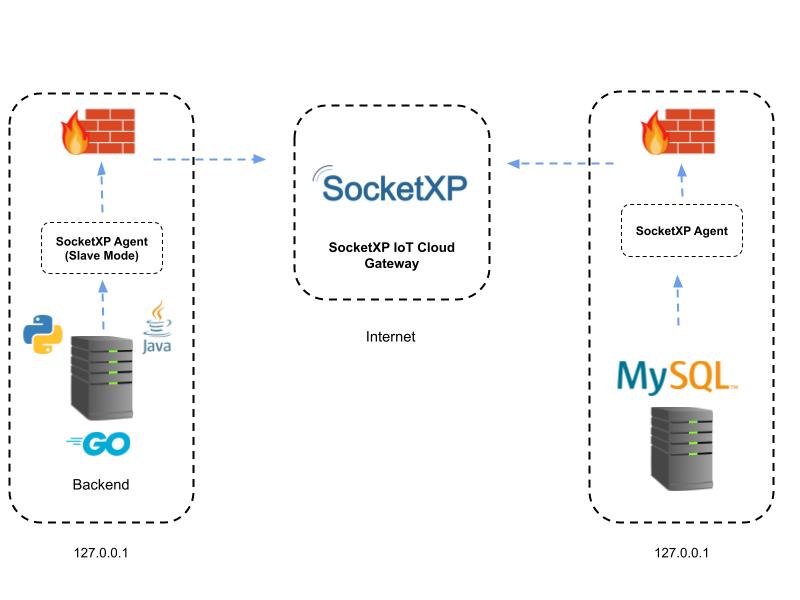 SocketXP
SocketXP Agent
(Slave Mode)
SocketXP IoT Cloud
Gateway
SocketXP Agent
Java
Internet
MySQL™
GO
Backend
127.0.0.1
127.0.0.1